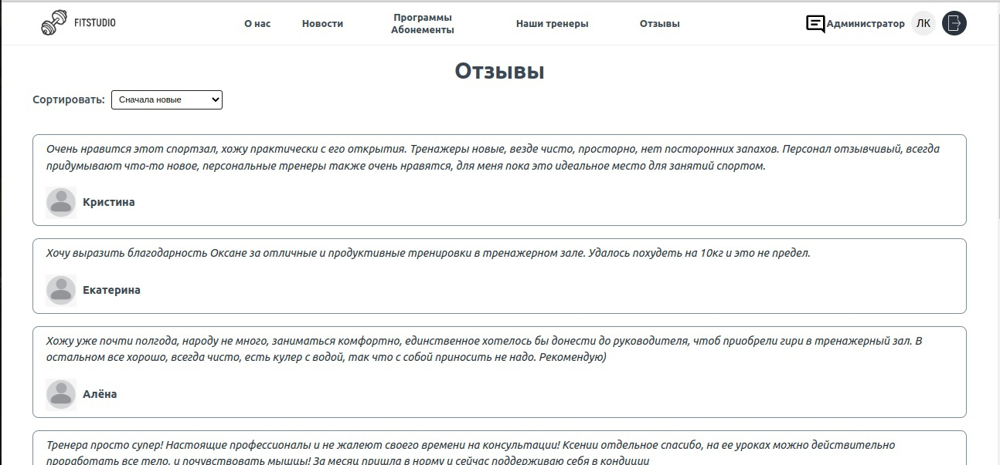 FITSTUDIO
О нас
Новости
Программы
Абонементы
Наши тренеры
Отзывы
Администратор
ЛК
Отзывы
Сортировать:
Сначала новые
Очень нравится этот спортзал, хожу практически с его открытия. Тренажеры новые, везде чисто, просторно, нет посторонних запахов. Персонал отзывчивый, всегда
придумывают что-то новое, персональные тренеры также очень нравятся, для меня пока это идеальное место для занятий спортом.
Кристина
Хочу выразить благодарность Оксане за отличные и продуктивные тренировки в тренажерном зале. Удалось похудеть на 10кг и это не предел.
Екатерина
Хожу уже почти полгода, народу не много, заниматься комфортно, единственное хотелось бы донести до руководителя, чтоб приобрели гири в тренажерный зал. В
остальном все хорошо, всегда чисто, есть кулер с водой, так что с собой приносить не надо. Рекомендую)
Алёна
Тренера просто супер! Настоящие профессионалы и не жалеют своего времени на консультации! Ксении отдельное спасибо, на ее уроках можно действительно
проработать все тело, и почувствовать мышцы! За месяц пришла в норму и сейчас поддерживаю себя в кондиции